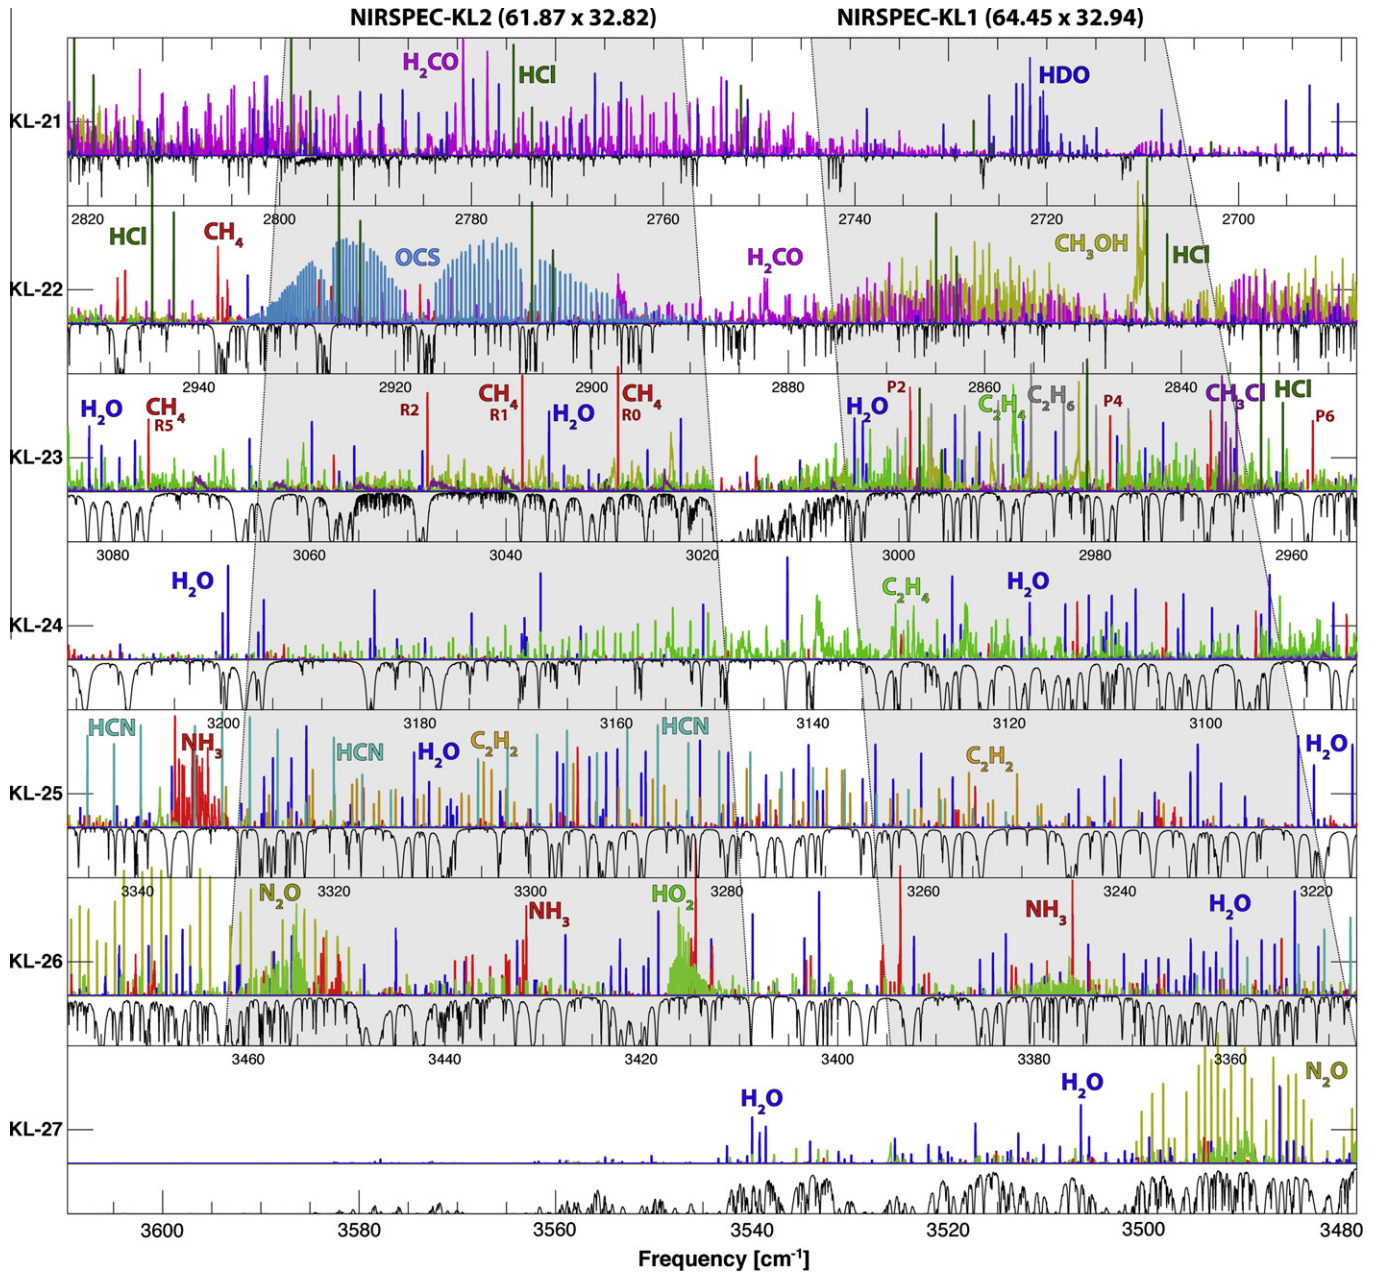 NIRSPEC-KL2 (61.87 x 32.82) NIRSPEC-KL1 (64.45 x 32.94)
KL-21 H2CO HCl HDO
2820 2800 2780 2760 2740 2720 2700
KL-22 HCl CH4 OCS H2CO CH3OH HCl
2940 2920 2900 2880 2860 2840
KL-23 H2O CH4 R5 R2 CH4 R1 H2O CH4 R0 H2O P2 C2H4 C2H6 P4 CH3Cl HCl P6
3080 3060 3040 3020 3000 2980 2960
KL-24 H2O C2H4 H2O
3200 3180 3160 3140 3120 3100
KL-25 HCN NH3 HCN H2O C2H2 HCN C2H2 H2O
3340 3320 3300 3280 3260 3240 3220
KL-26 N2O NH3 HO2 NH3 H2O
3460 3440 3420 3400 3380 3360
KL-27 H2O H2O N2O
3600 3580 3560 3540 3520 3500 3480
Frequency [cm-1]